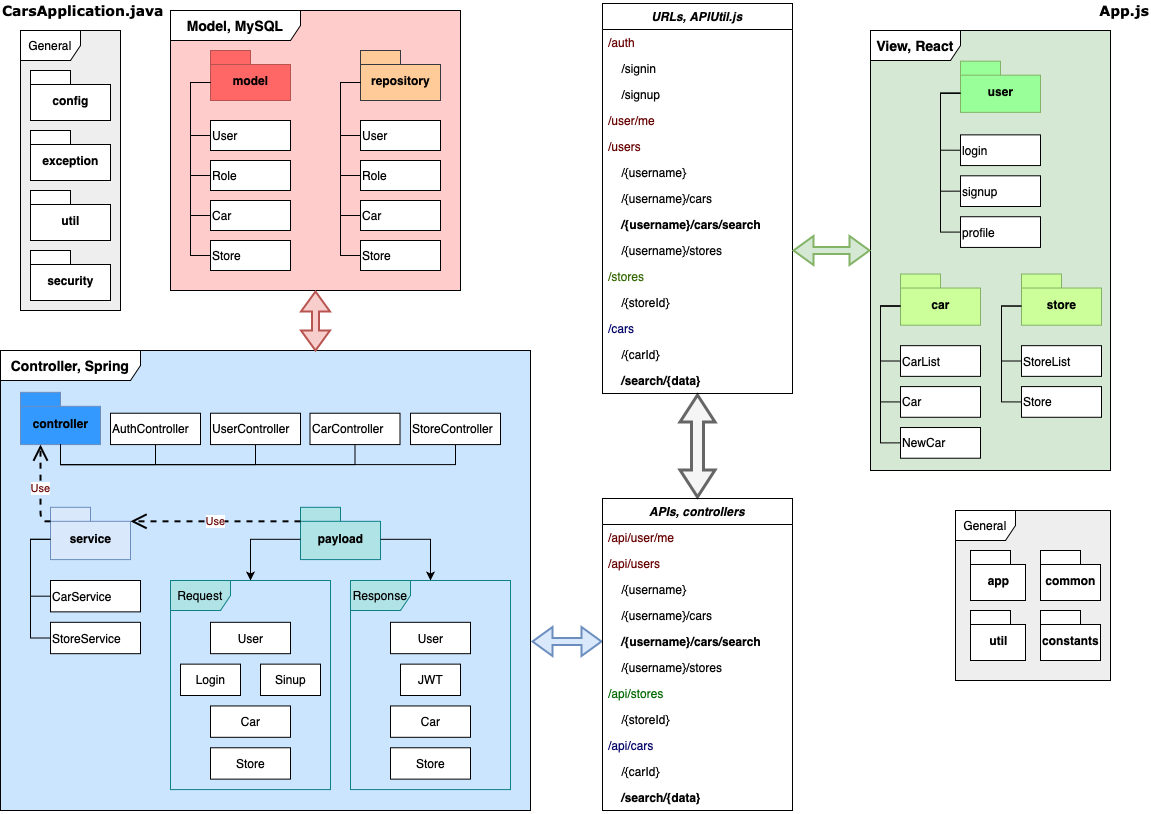 CarsApplication.java
General
config
exception
util
security
Model, MySQL
model
User
Role
Car
Store
repository
User
Role
Car
Store
Controller, Spring
controller
AuthController
UserController
CarController
StoreController
Use
Use
service
CarService
StoreService
payload
Request
User
Login
Sinup
Car
Store
Response
User
JWT
Car
Store
URLs, APIUtil.js
/auth
/signin
/signup
/user/me
/users
/{username}
/{username}/cars
/{username}/cars/search
/{username}/stores
/stores
/{storeId}
/cars
/{carId}
/search/{data}
APIs, controllers
/api/user/me
/api/users
/{username}
/{username}/cars
/{username}/cars/search
/{username}/stores
/api/stores
/{storeId}
/api/cars
/{carId}
/search/{data}
App.js
View, React
user
login
signup
profile
car
CarList
Car
NewCar
store
StoreList
Store
General
app
common
util
constants